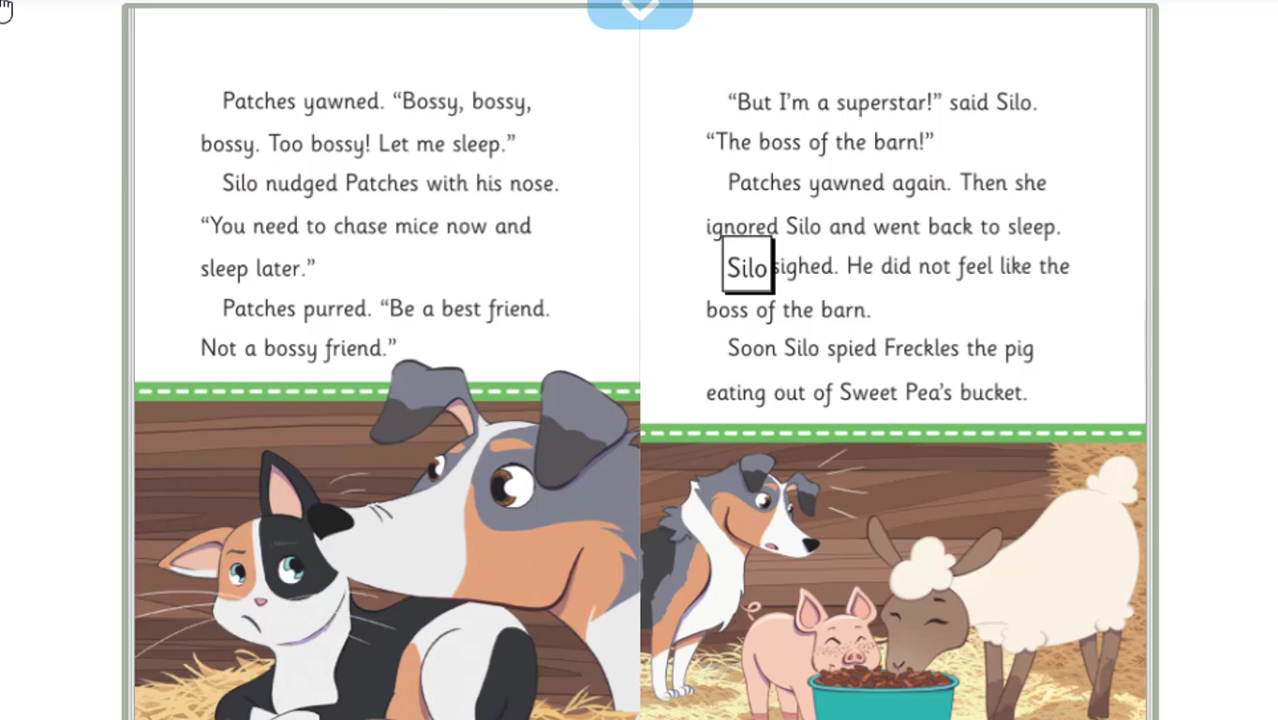 Patches yawned. “Bossy, bossy,
bossy. Too bossy! Let me sleep.”
Silo nudged Patches with his nose.
“You need to chase mice now and
sleep later.”
Patches purred. “Be a best friend.
Not a bossy friend.”
“But I’m a superstar!” said Silo.
“The boss of the barn!”
Patches yawned again. Then she
ignored Silo and went back to sleep.
Silo sighed. He did not feel like the
boss of the barn.
Soon Silo spied Freckles the pig
eating out of Sweet Pea’s bucket.